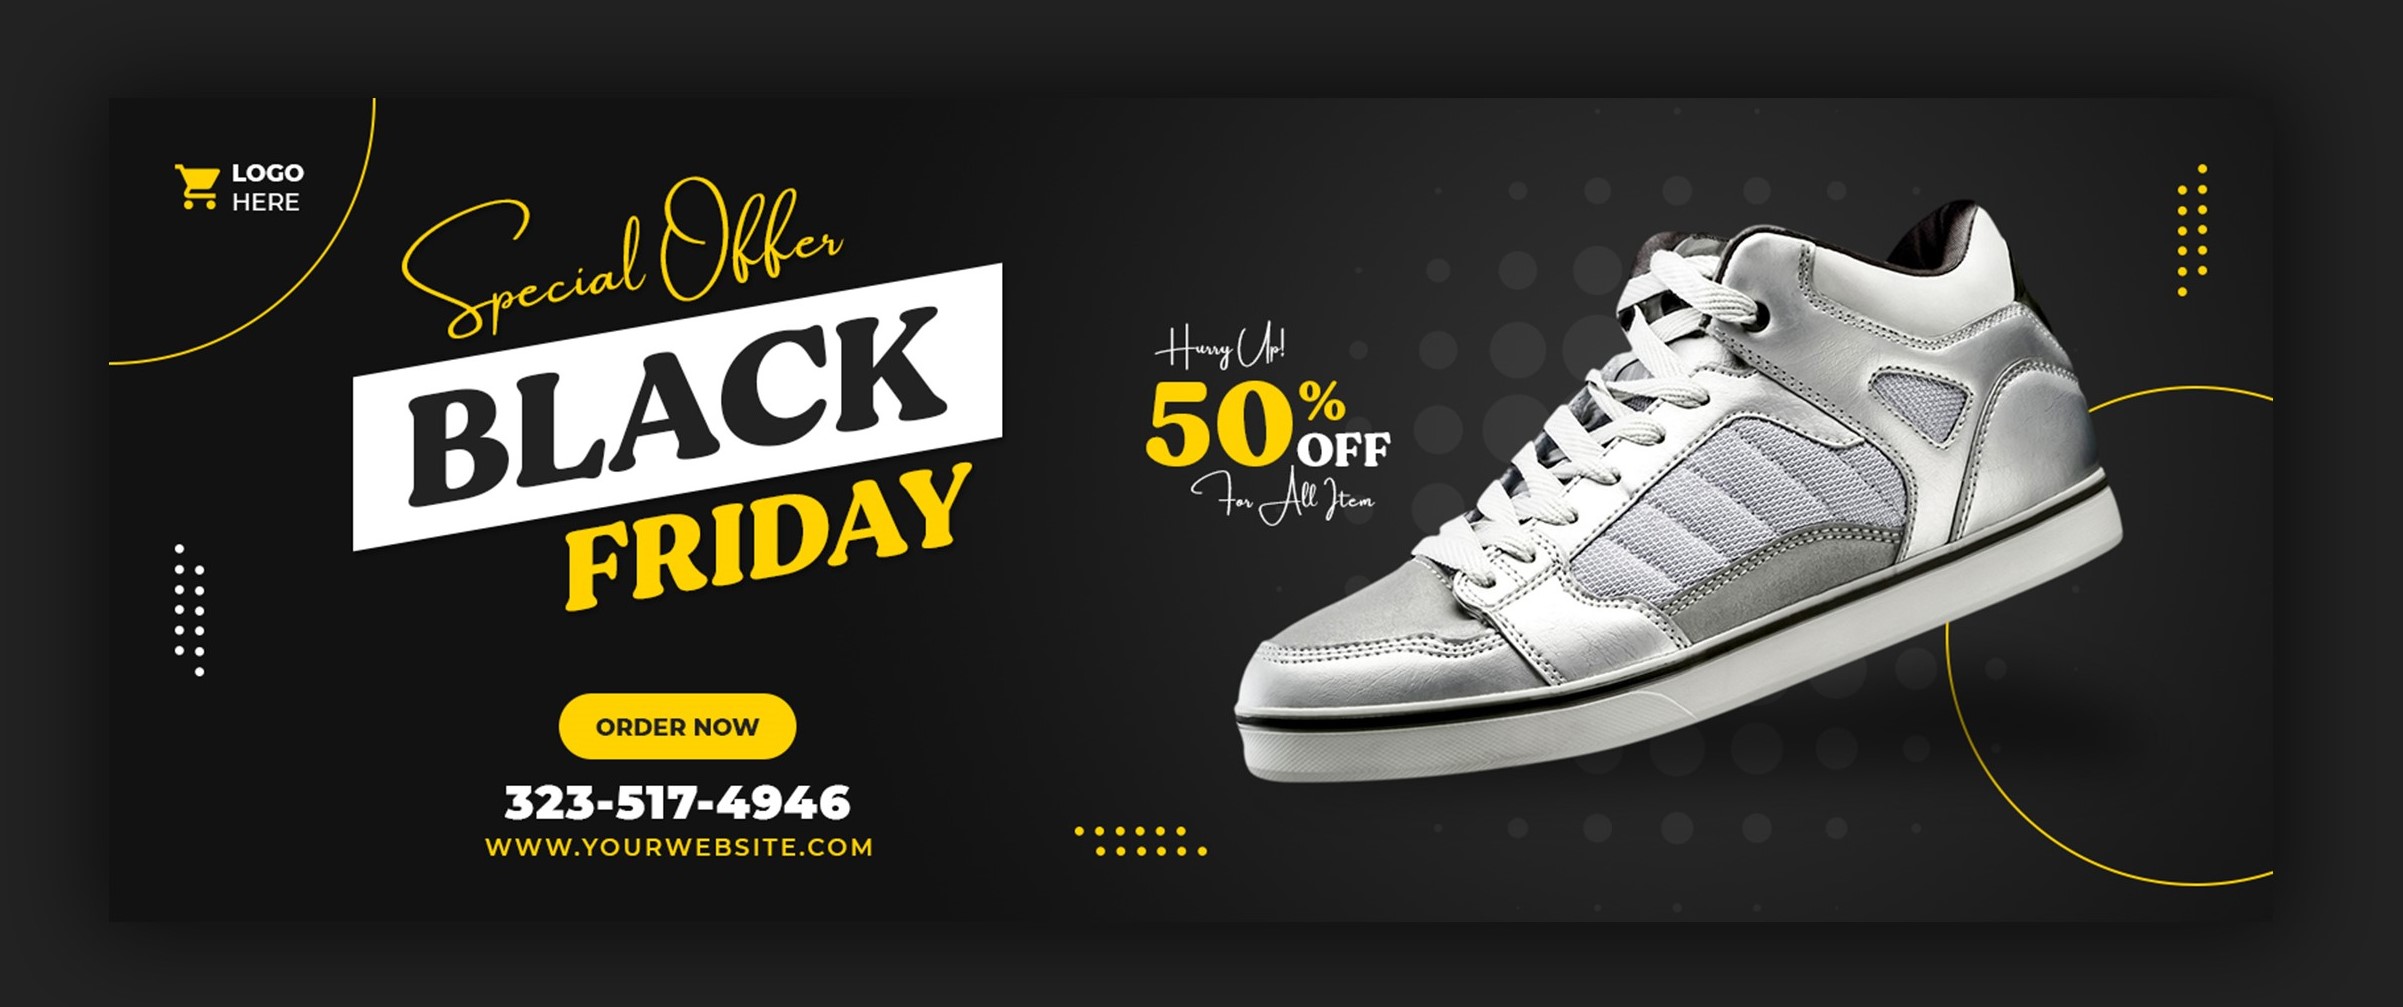 LOGO
HERE
Special Offer
BLACK
FRIDAY
ORDER NOW
323-517-4946
WWW.YOURWEBSITE.COM
Hurry Up!
50%
OFF
For All Item